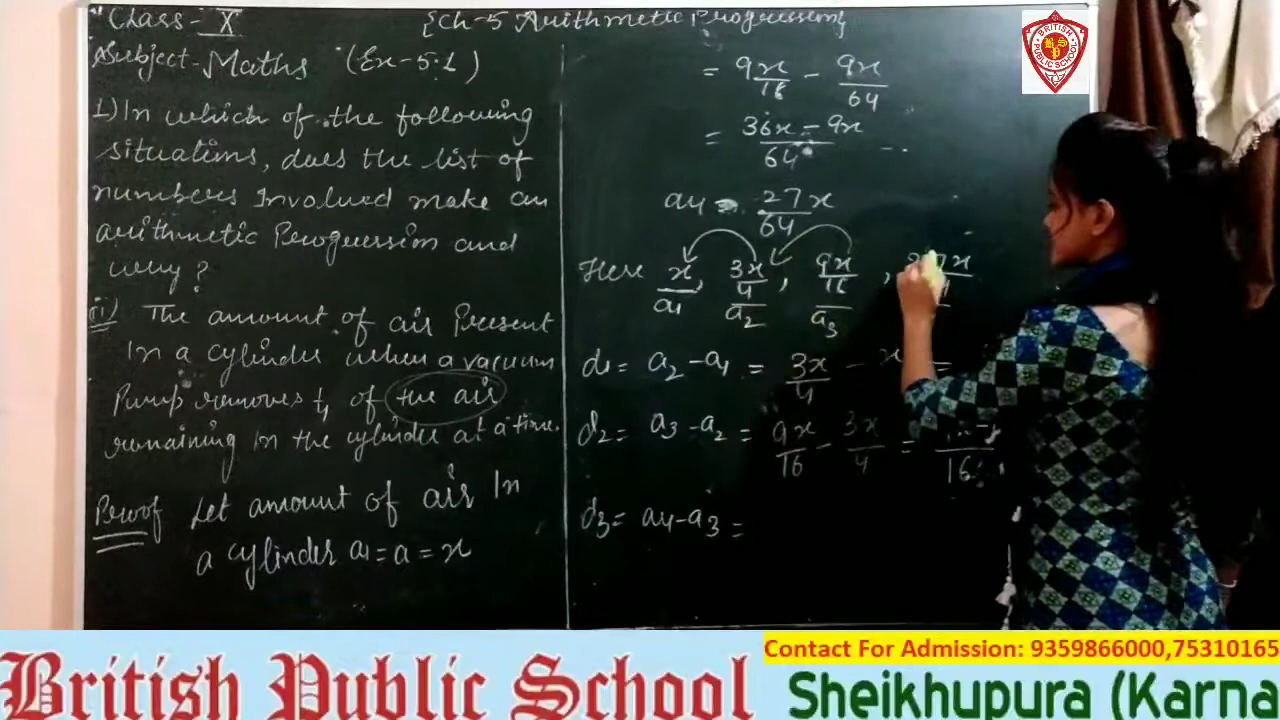 Class - X
{Ch-5 Arithmetic Progression}
Subject - Maths (Ex-5.1)
1) In which of the following
situations, does the list of
numbers Involved make an
arithmetic Progression and
why?
(ii) The amount of air Present
In a cylinder when a vacuum
Pump removes 1/4 of the air
remaining in the cylinder at a time.
Proof Let amount of air In
a cylinder a1 = a = x
= 9x/16 - 9x/64
= 36x - 9x/64
a4 = 27x/64
Here x, 3x/4, 9x/16, 27x
a1 a2 a3
d1 = a2 - a1 = 3x/4 - x =
d2 = a3 - a2 = 9x/16 - 3x/4 = /16
d3 = a4 - a3 =
BRITISH PUBLIC SCHOOL
Contact For Admission: 9359866000,75310165
British Public School
Sheikhupura (Karna